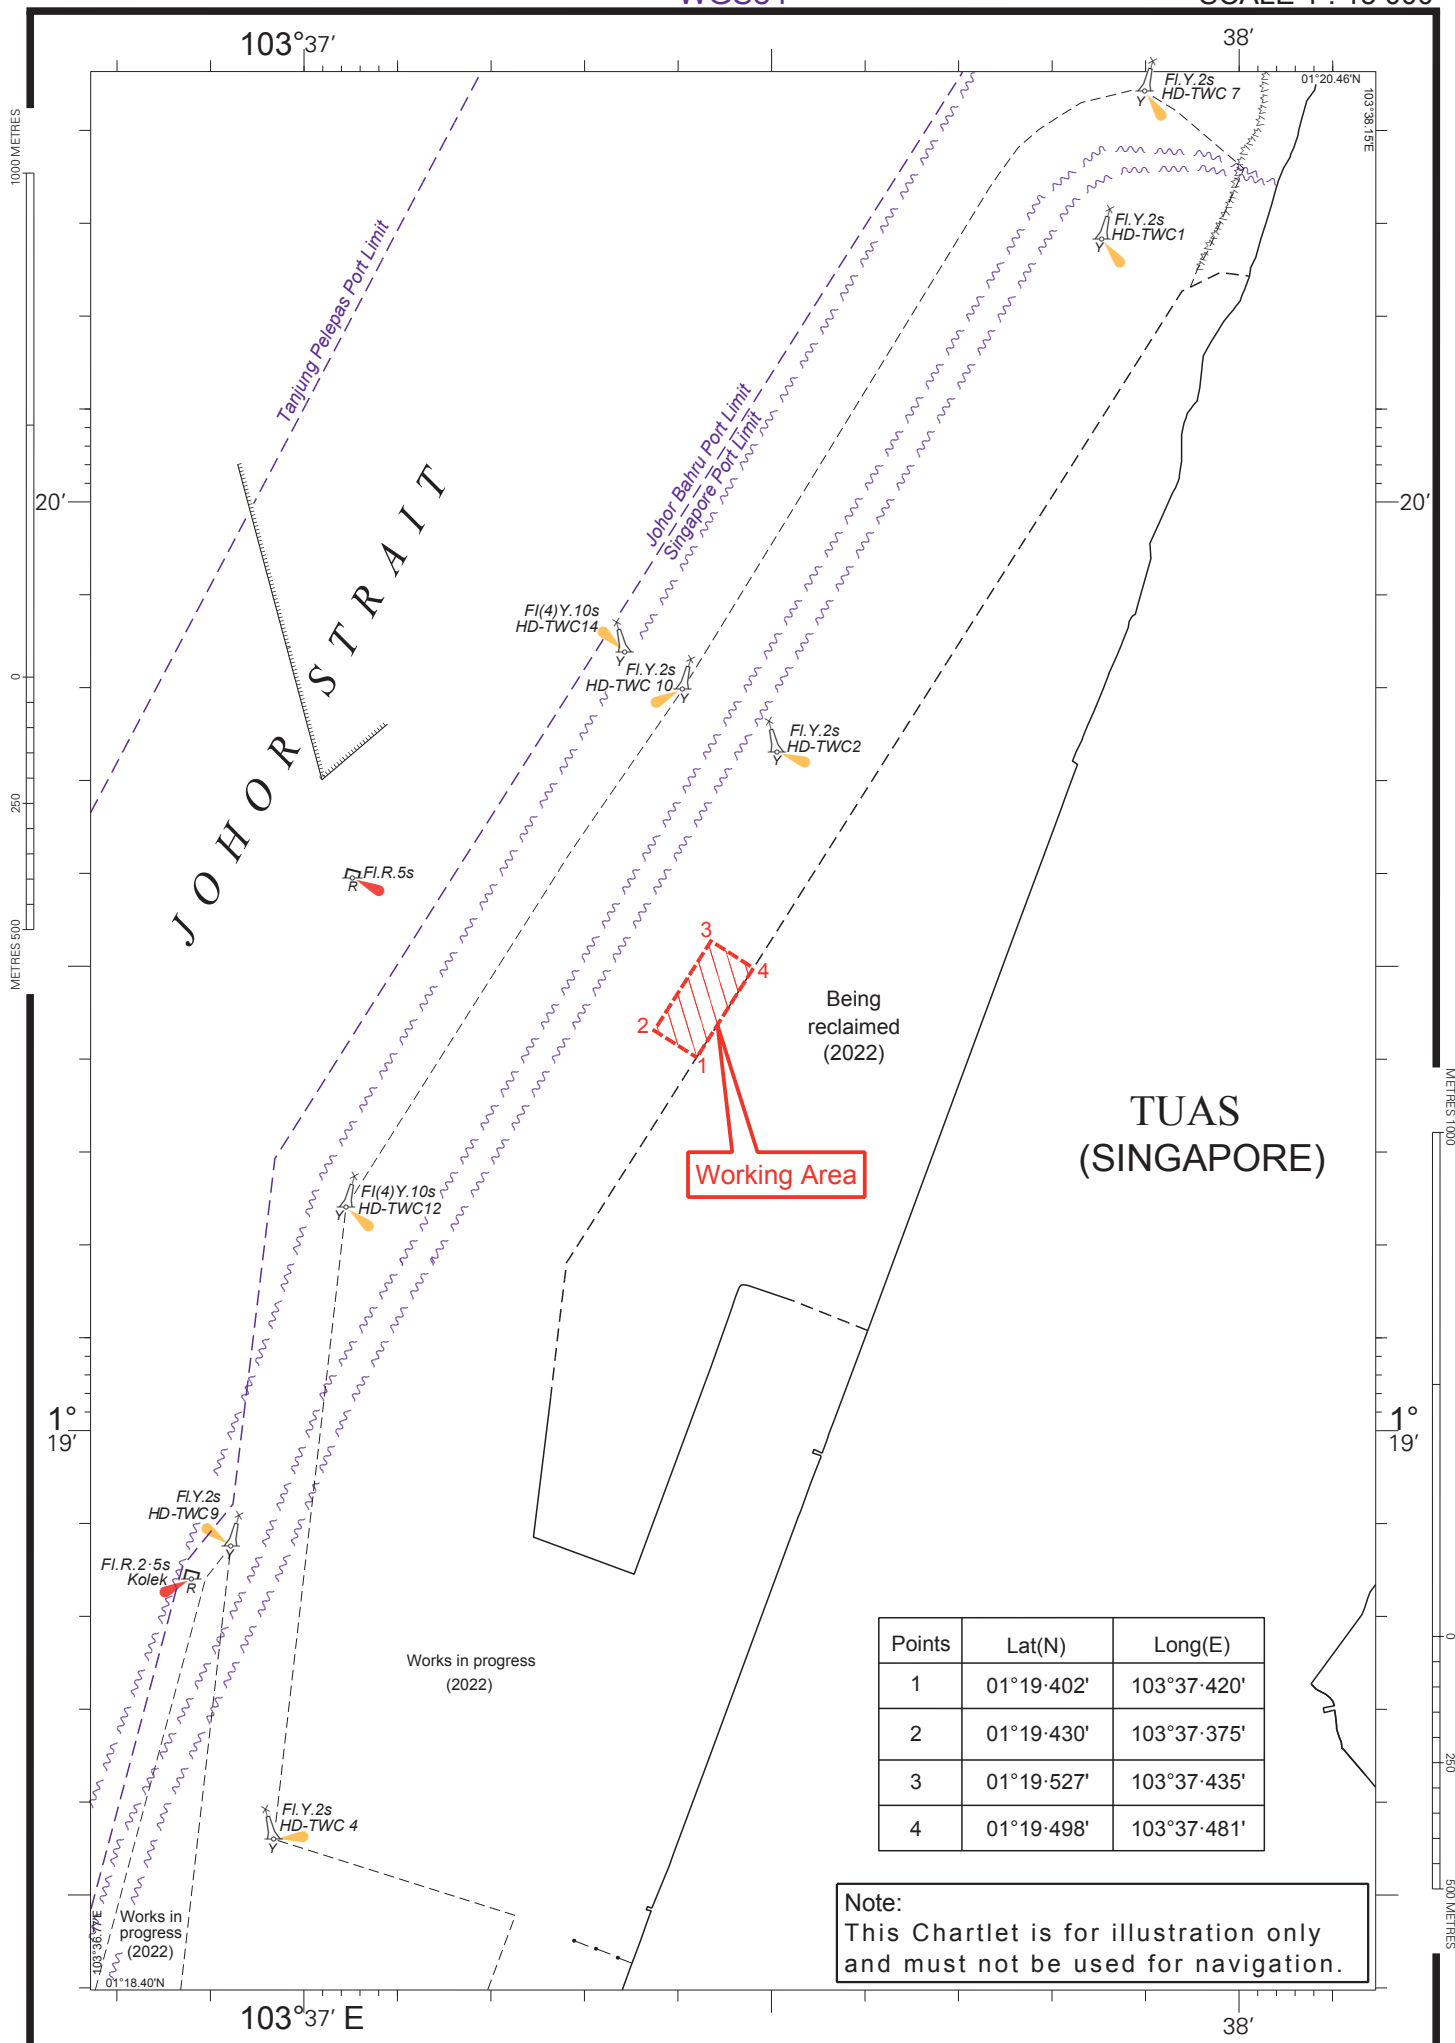 103°37′
38′
01°20.46'N
103°38.15'E
1000 METRES
0
250
METRES 500
Fl.Y.2s
HD-TWC 7
Fl.Y.2s
HD-TWC1
Tanjung Pelepas Port Limit
Johor Bahru Port Limit
Singapore Port Limit
20′
20′
JOHOR STRAIT
Fl(4)Y.10s
HD-TWC14
Y
Fl.Y.2s
HD-TWC 10
Y
Fl.Y.2s
HD-TWC2
Y
Fl.R.5s
R
3
4
2
1
Being
reclaimed
(2022)
TUAS
(SINGAPORE)
Working Area
Fl(4)Y.10s
HD-TWC12
Y
METRES 1000
0
250
500 METRES
1°
19′
1°
19′
Fl.Y.2s
HD-TWC9
Y
Fl.R.2·5s
Kolek
R
Works in progress
(2022)
Points Lat(N) Long(E)
1 01°19·402' 103°37·420'
2 01°19·430' 103°37·375'
3 01°19·527' 103°37·435'
4 01°19·498' 103°37·481'
Fl.Y.2s
HD-TWC 4
Y
Works in
progress
(2022)
103°36.77'E
01°18.40'N
Note:
This Chartlet is for illustration only
and must not be used for navigation.
103°37′ E
38′